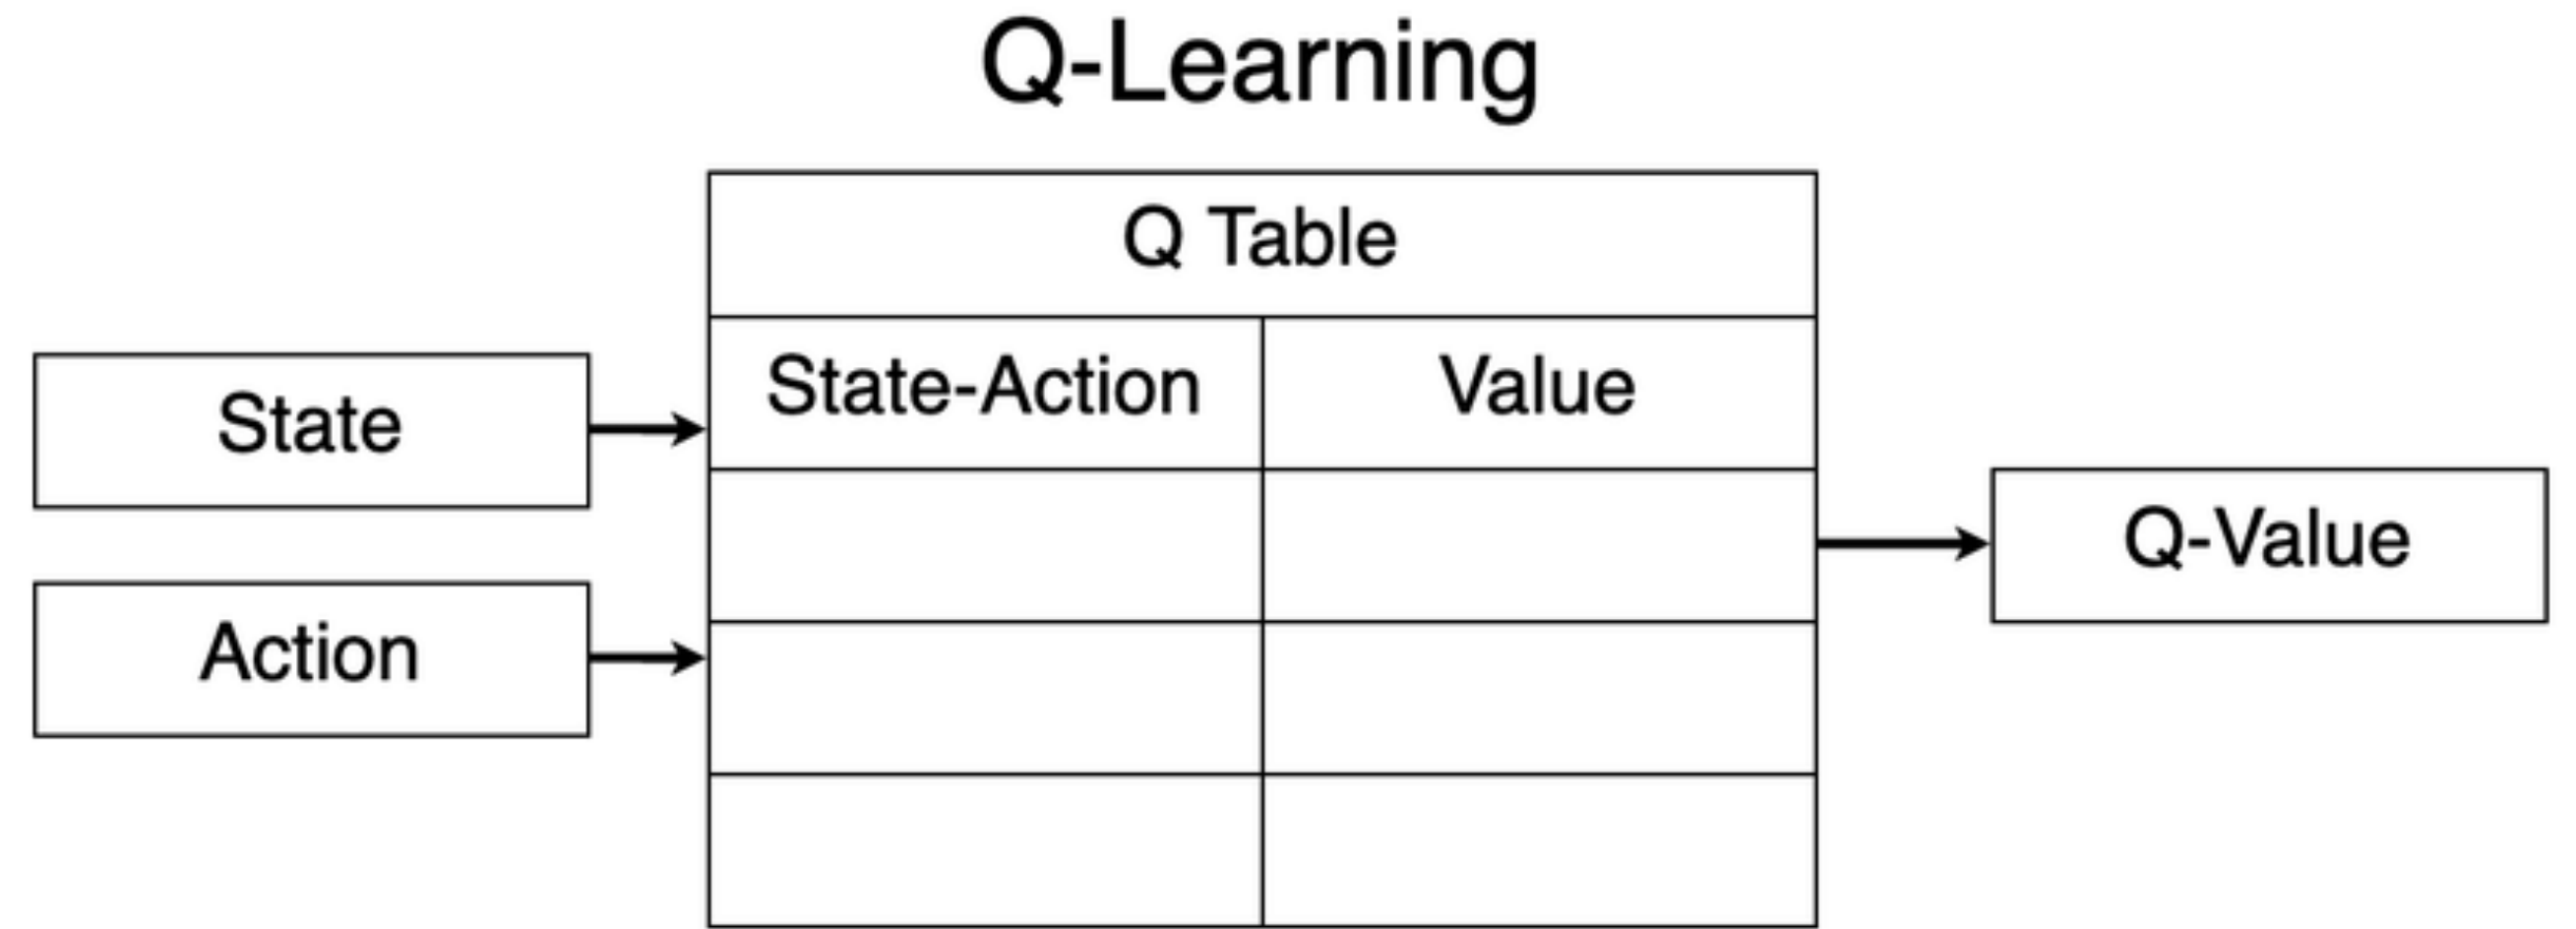 Q-Learning
Q Table
State-Action
Value
State
Action
Q-Value